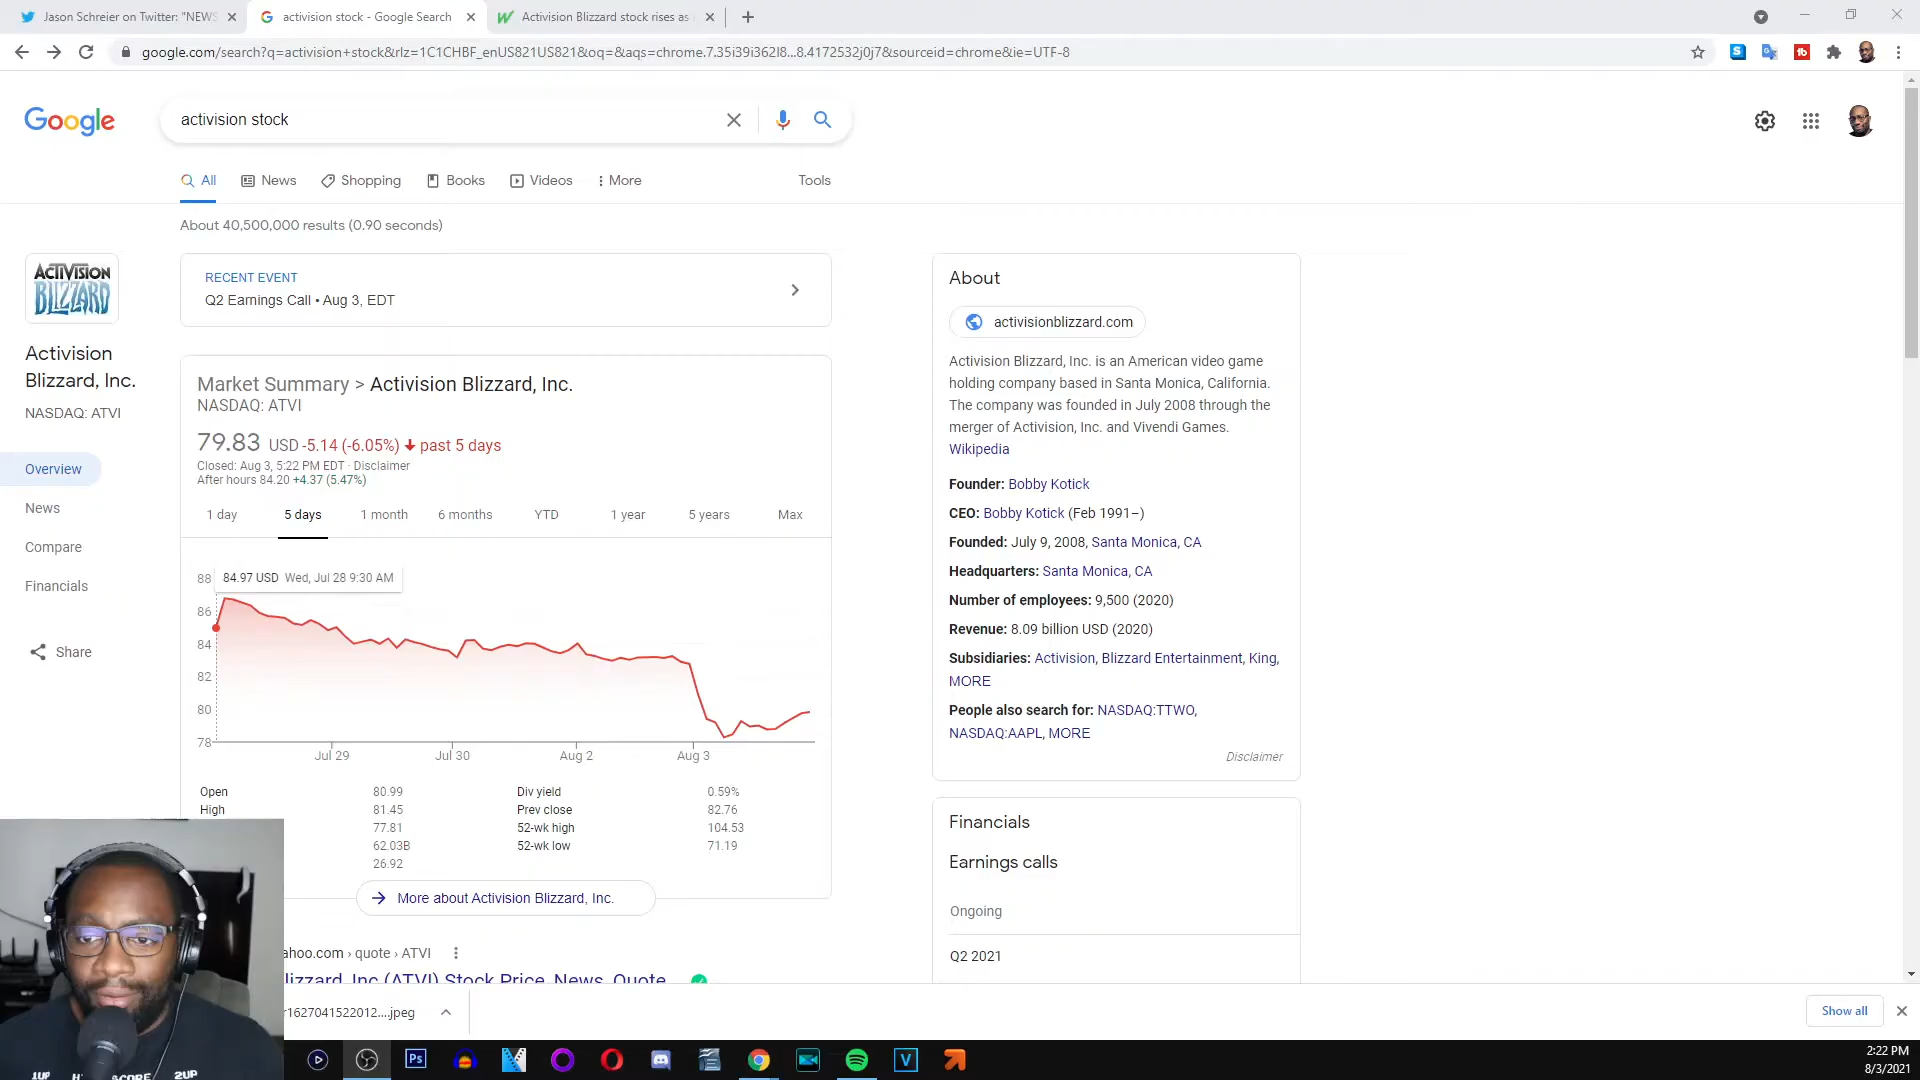 Jason Schreier on Twitter: "NEWS
activision stock - Google Search
Activision Blizzard stock rises as
google.com/search?q=activision+stock&rlz=1C1CHBF_enUS821US821&oq=&aqs=chrome.7.35i39i362l8...8.4172532j0j7&sourceid=chrome&ie=UTF-8
Google
activision stock
All
News
Shopping
Books
Videos
More
Tools
About 40,500,000 results (0.90 seconds)
ACTIVISION
BLIZZARD
Activision
Blizzard, Inc.
NASDAQ: ATVI
Overview
News
Compare
Financials
Share
RECENT EVENT
Q2 Earnings Call • Aug 3, EDT
Market Summary > Activision Blizzard, Inc.
NASDAQ: ATVI
79.83 USD -5.14 (-6.05%) past 5 days
Closed: Aug 3, 5:22 PM EDT · Disclaimer
After hours 84.20 +4.37 (5.47%)
1 day 5 days 1 month 6 months YTD 1 year 5 years Max
84.97 USD Wed, Jul 28 9:30 AM
88
86
84
82
80
78
Jul 29 Jul 30 Aug 2 Aug 3
Open 80.99 Div yield 0.59%
High 81.45 Prev close 82.76
77.81 52-wk high 104.53
62.03B 52-wk low 71.19
26.92
More about Activision Blizzard, Inc.
ahoo.com › quote › ATVI
lizzard, Inc (ATVI) Stock Price, News, Quote
About
activisionblizzard.com
Activision Blizzard, Inc. is an American video game
holding company based in Santa Monica, California.
The company was founded in July 2008 through the
merger of Activision, Inc. and Vivendi Games.
Wikipedia
Founder: Bobby Kotick
CEO: Bobby Kotick (Feb 1991–)
Founded: July 9, 2008, Santa Monica, CA
Headquarters: Santa Monica, CA
Number of employees: 9,500 (2020)
Revenue: 8.09 billion USD (2020)
Subsidiaries: Activision, Blizzard Entertainment, King,
MORE
People also search for: NASDAQ:TTWO,
NASDAQ:AAPL, MORE
Disclaimer
Financials
Earnings calls
Ongoing
Q2 2021
r1627041522012....jpeg
Show all
1UP
SCORE
2UP
Ps
V
2:22 PM
8/3/2021